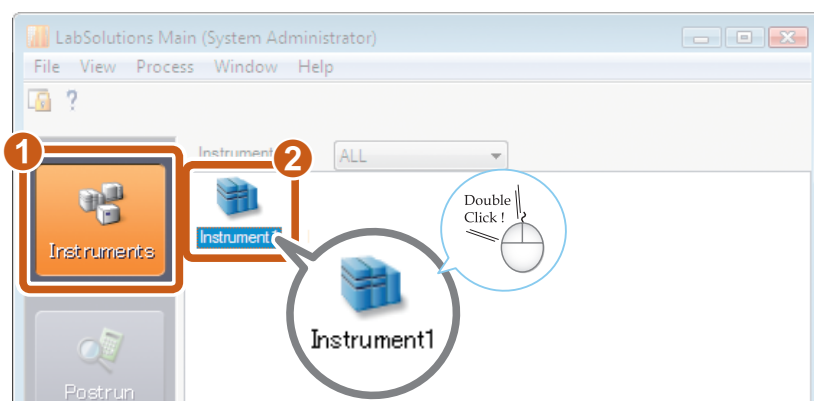 LabSolutions Main (System Administrator)
File View Process Window Help
?
1
Instrument
2
ALL
Instruments
Instrument1
Double
Click !
Instrument1
Postrun